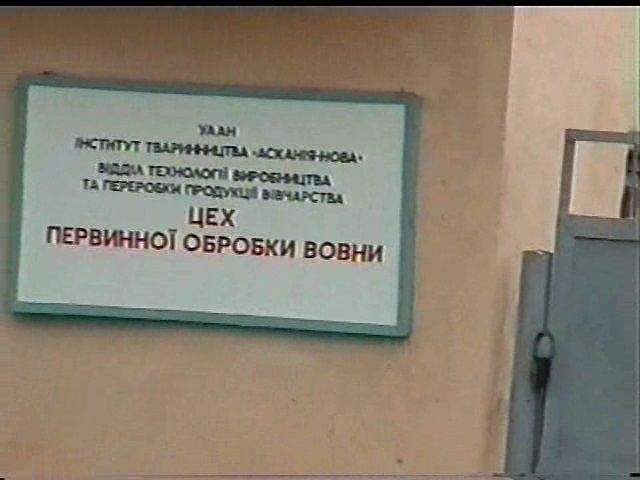 УААН
ІНСТИТУТ ТВАРИННИЦТВА «АСКАНІЯ-НОВА»
ВІДДІЛ ТЕХНОЛОГІЇ ВИРОБНИЦТВА
ТА ПЕРЕРОБКИ ПРОДУКЦІЇ ВІВЧАРСТВА
ЦЕХ
ПЕРВИННОЇ ОБРОБКИ ВОВНИ